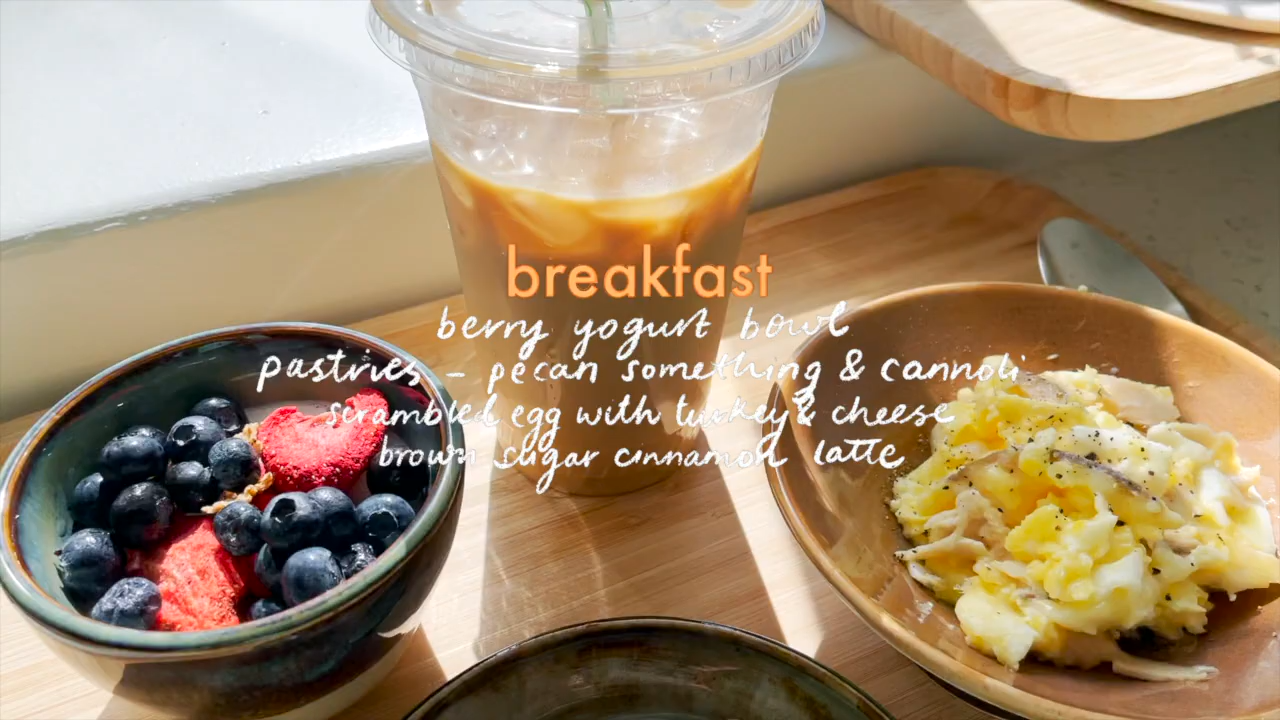 breakfast
berry yogurt bowl
pastries - pecan something & cannoli
scrambled egg with turkey & cheese
brown sugar cinnamon latte